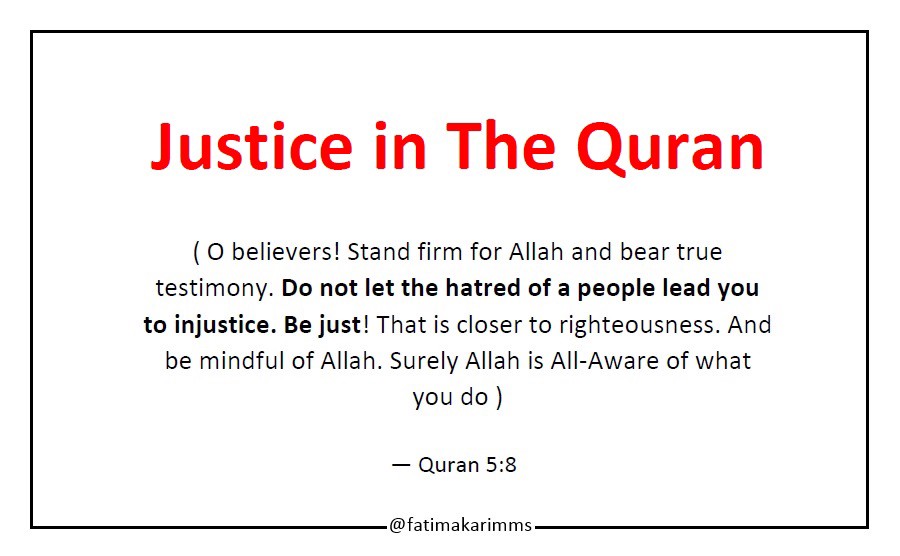 Justice in The Quran
( O believers! Stand firm for Allah and bear true
testimony. Do not let the hatred of a people lead you
to injustice. Be just! That is closer to righteousness. And
be mindful of Allah. Surely Allah is All-Aware of what
you do )
— Quran 5:8
@fatimakarimms